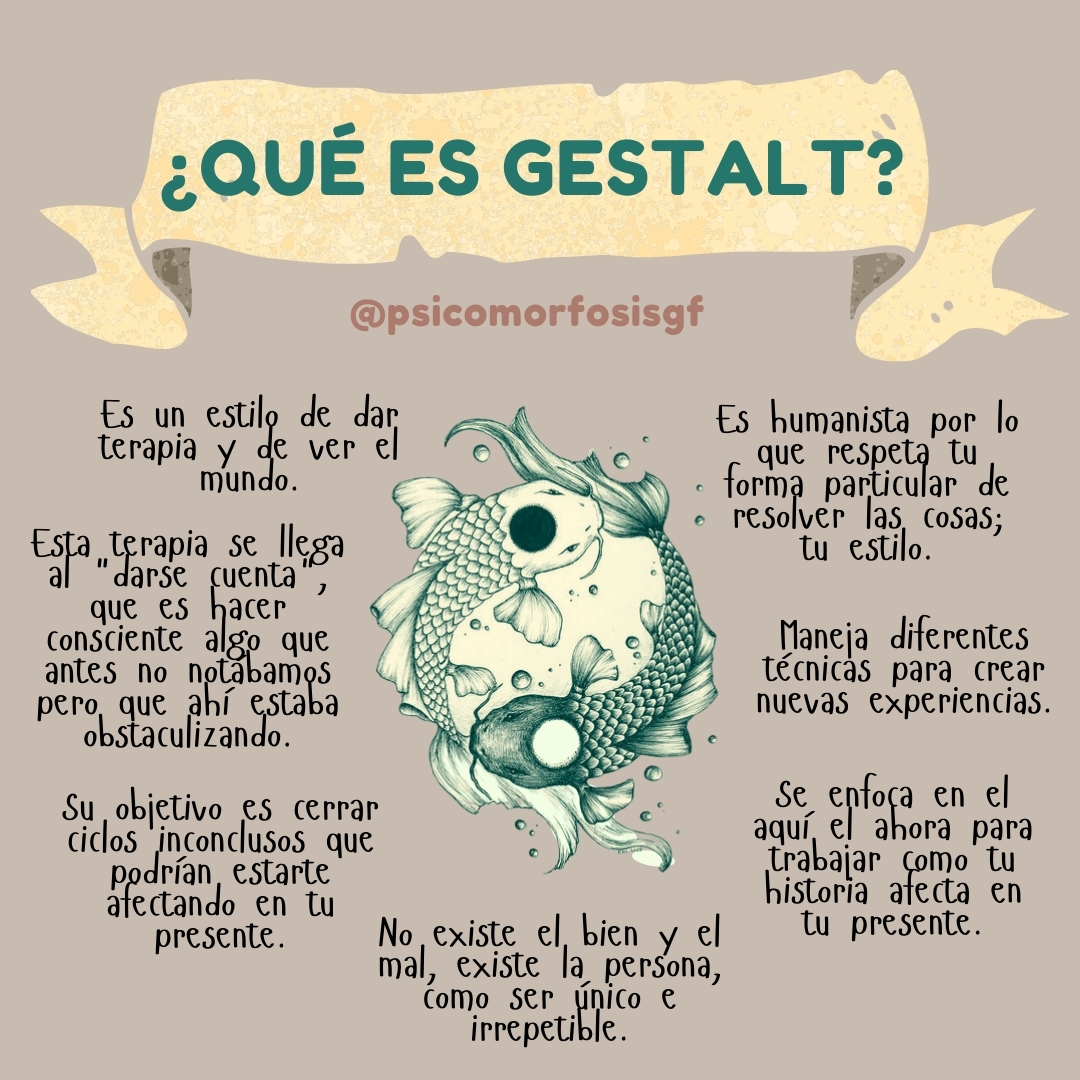 ¿QUÉ ES GESTALT?
@psicomorfosisgf
Es un estilo de dar
terapia y de ver el
mundo.
Esta terapia se llega
al "darse cuenta",
que es hacer
consciente algo que
antes no notábamos
pero que ahí estaba
obstaculizando.
Su objetivo es cerrar
ciclos inconclusos que
podrían estarte
afectando en tu
presente.
No existe el bien y el
mal, existe la persona,
como ser único e
irrepetible.
Es humanista por lo
que respeta tu
forma particular de
resolver las cosas;
tu estilo.
Maneja diferentes
técnicas para crear
nuevas experiencias.
Se enfoca en el
aquí el ahora para
trabajar como tu
historia afecta en
tu presente.